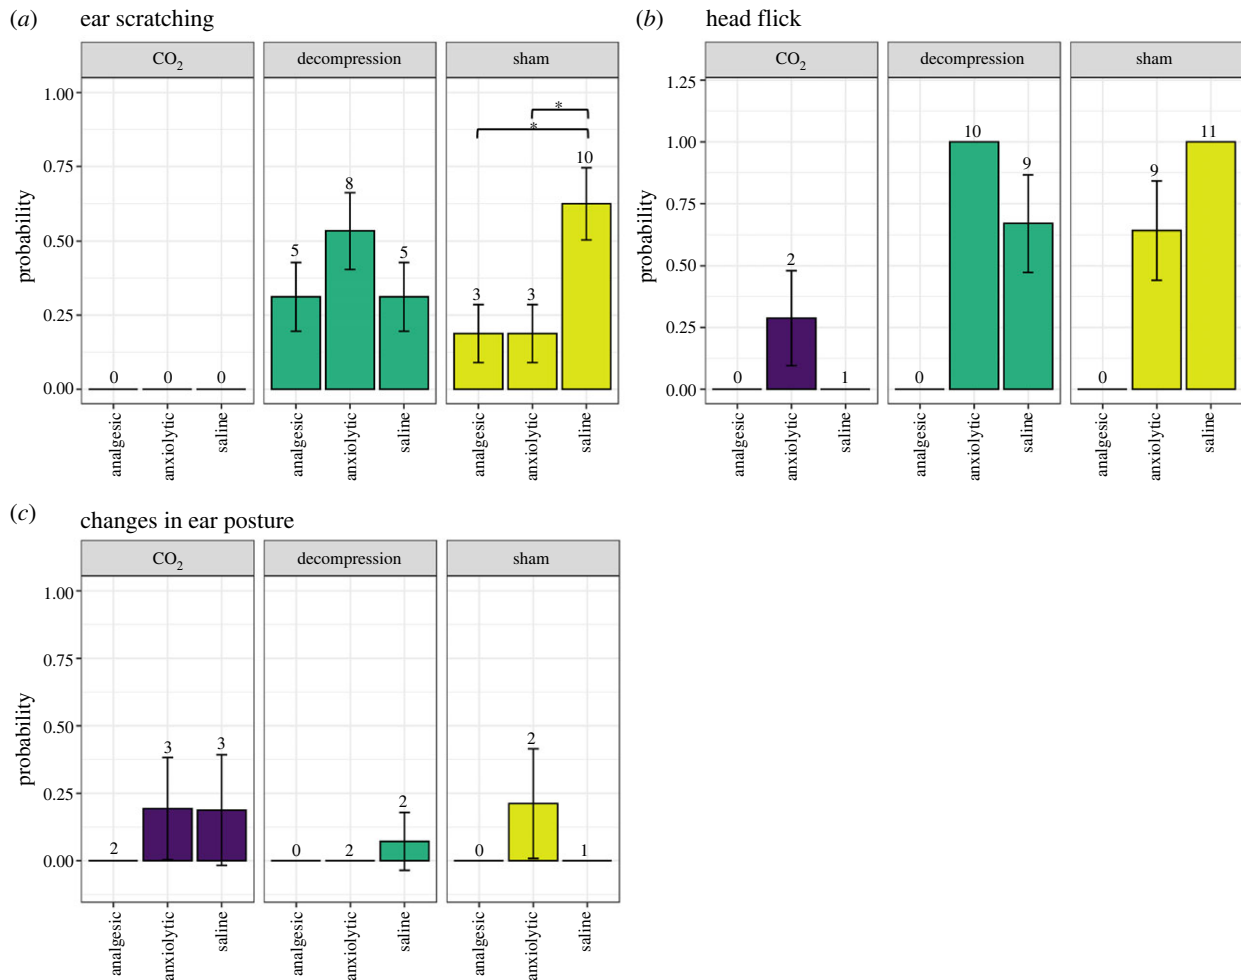 (a) ear scratching
CO2 decompression sham
1.00
0.75
0.50
0.25
0.00
probability
0 0 0
5 8 5
3 3 10
* *
analgesic anxiolytic saline analgesic anxiolytic saline analgesic anxiolytic saline
(b) head flick
CO2 decompression sham
1.25
1.00
0.75
0.50
0.25
0.00
probability
0 2 1
0 10 9
0 9 11
analgesic anxiolytic saline analgesic anxiolytic saline analgesic anxiolytic saline
(c) changes in ear posture
CO2 decompression sham
1.00
0.75
0.50
0.25
0.00
probability
2 3 3
0 2 2
0 2 1
analgesic anxiolytic saline analgesic anxiolytic saline analgesic anxiolytic saline